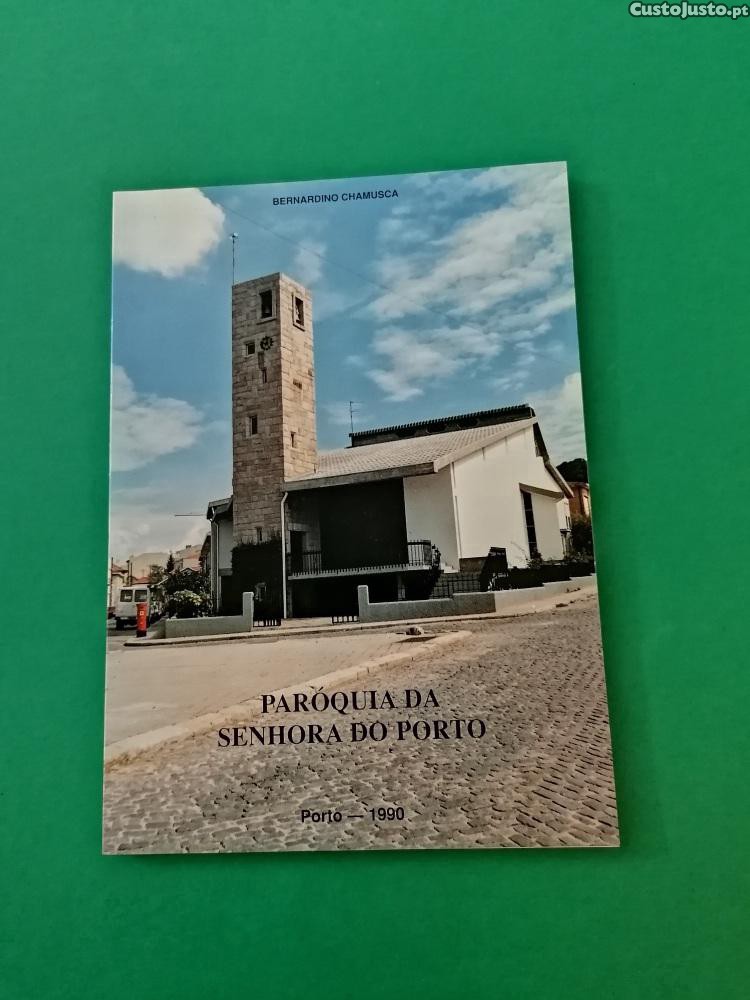 CustoJusto.pt
BERNARDINO CHAMUSCA
PARÓQUIA DA
SENHORA DO PORTO
Porto — 1990